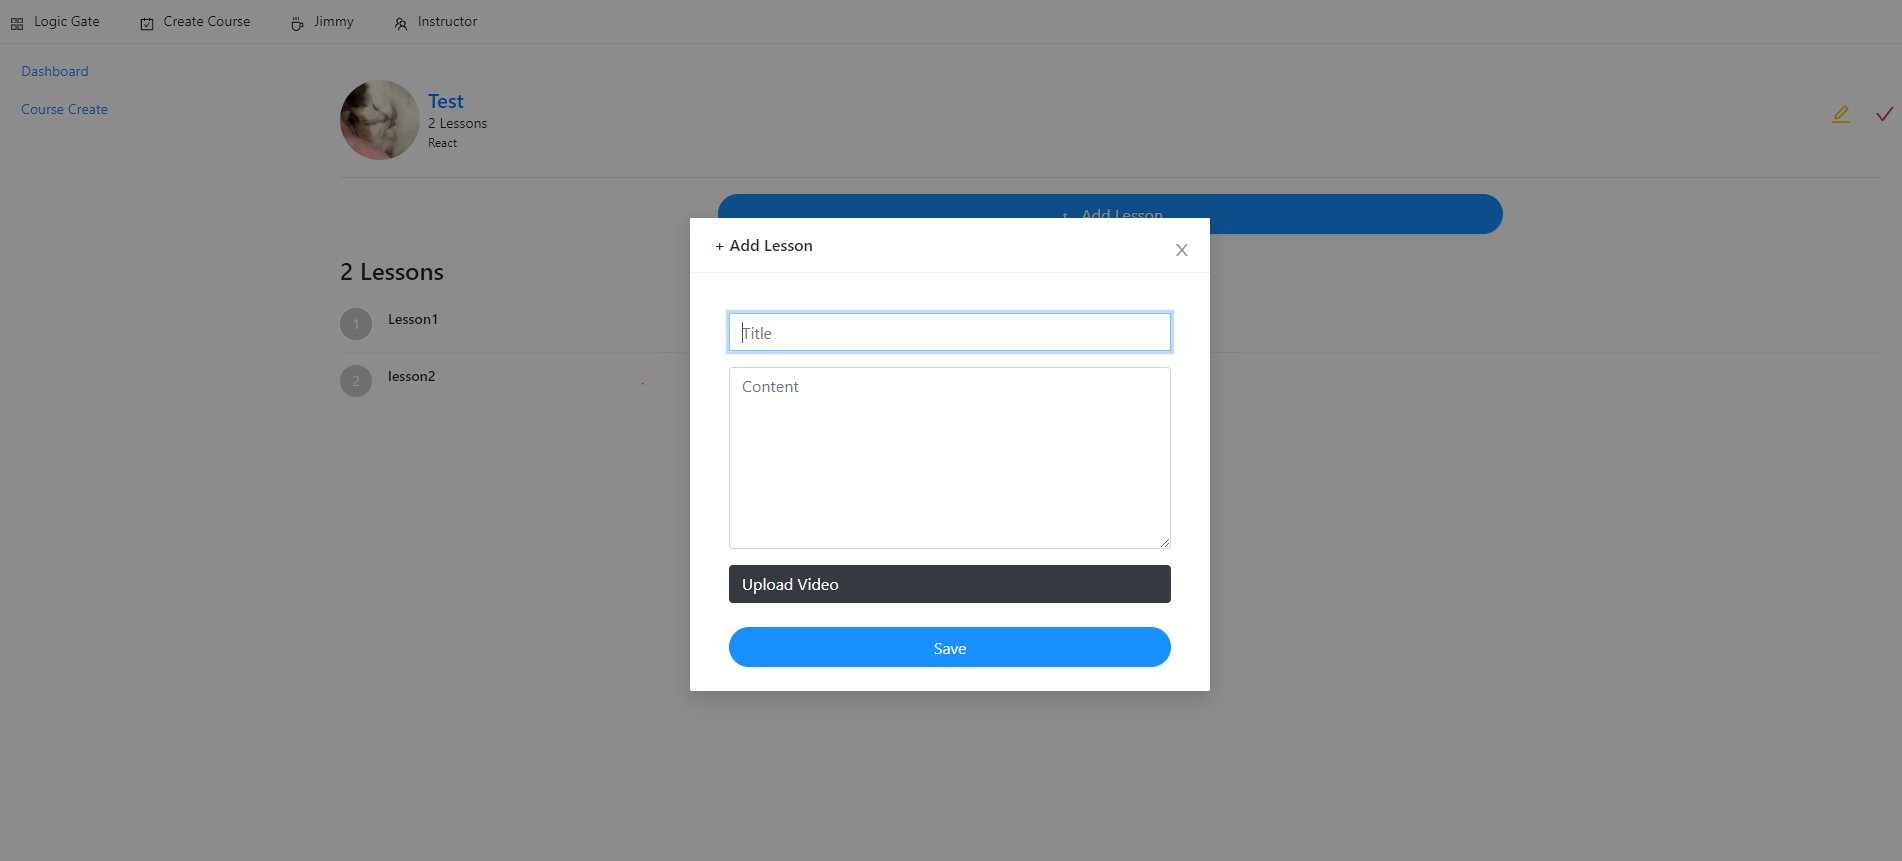 Logic Gate Create Course Jimmy Instructor
Dashboard
Course Create
Test
2 Lessons
React
Add Lesson
+ Add Lesson
X
2 Lessons
1 Lesson1
2 lesson2
Title
Content
Upload Video
Save